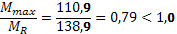 M_max/M_R = 110,9/138,9 = 0,79 < 1,0